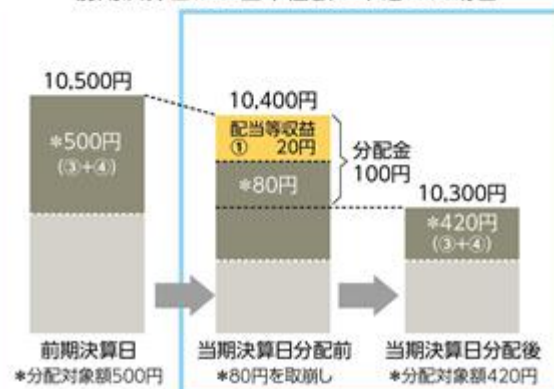 10,500円
*500円
(③+④)
前期決算日
*分配対象額500円
10,400円
配当等収益
① 20円
*80円
分配金
100円
当期決算日分配前
*80円を取崩し
10,300円
*420円
(③+④)
当期決算日分配後
*分配対象額420円